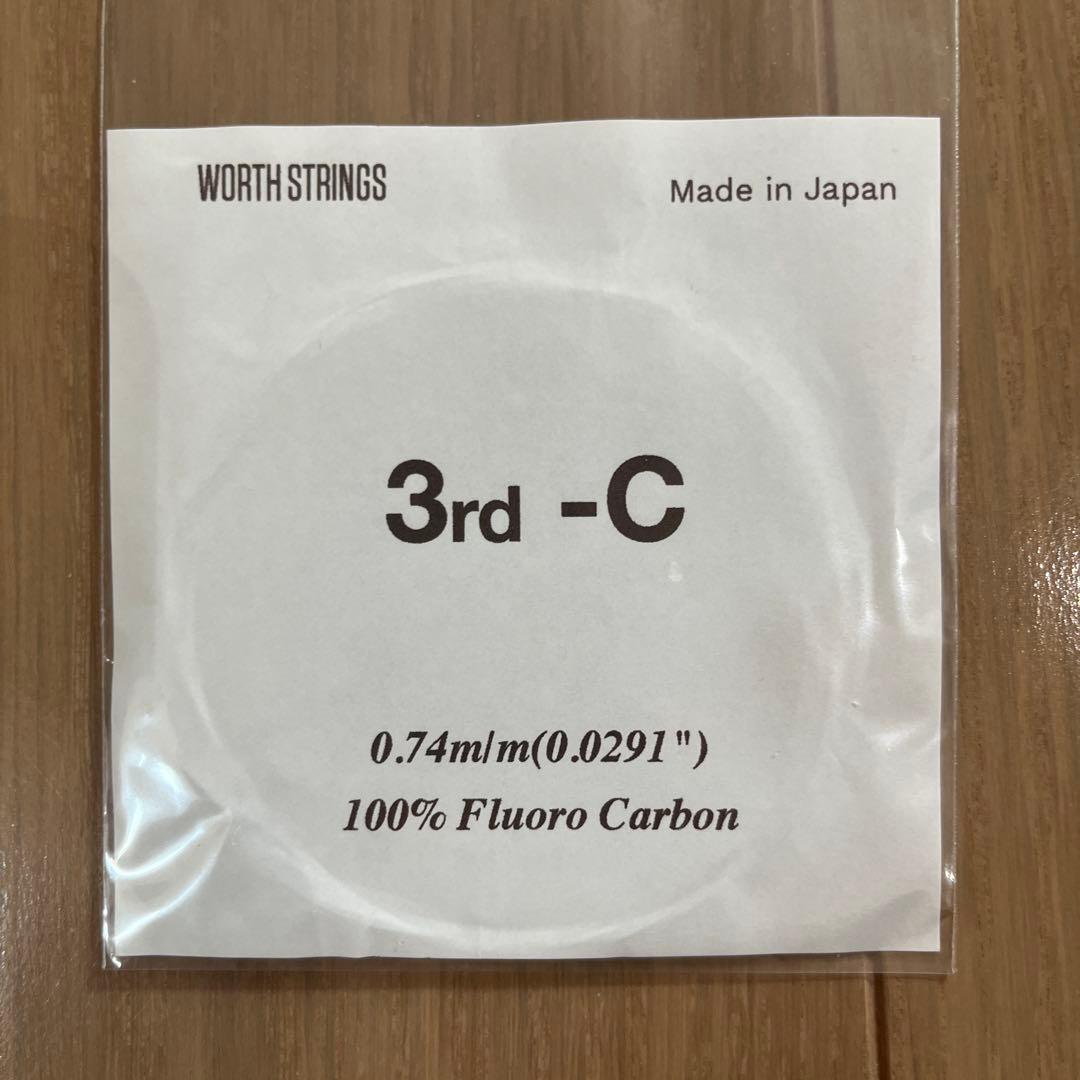 WORTH STRINGS
Made in Japan
3rd -C
0.74m/m(0.0291")
100% Fluoro Carbon